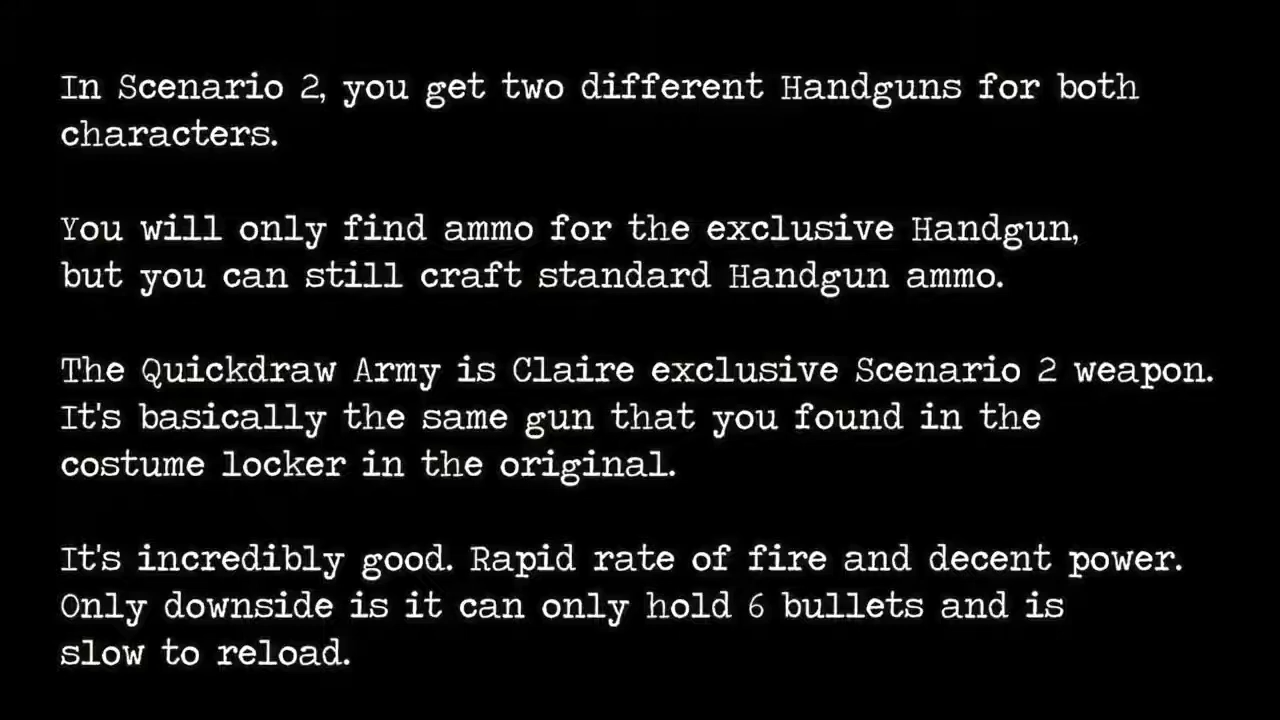 In Scenario 2, you get two different Handguns for both
characters.
You will only find ammo for the exclusive Handgun,
but you can still craft standard Handgun ammo.
The Quickdraw Army is Claire exclusive Scenario 2 weapon.
It's basically the same gun that you found in the
costume locker in the original.
It's incredibly good. Rapid rate of fire and decent power.
Only downside is it can only hold 6 bullets and is
slow to reload.